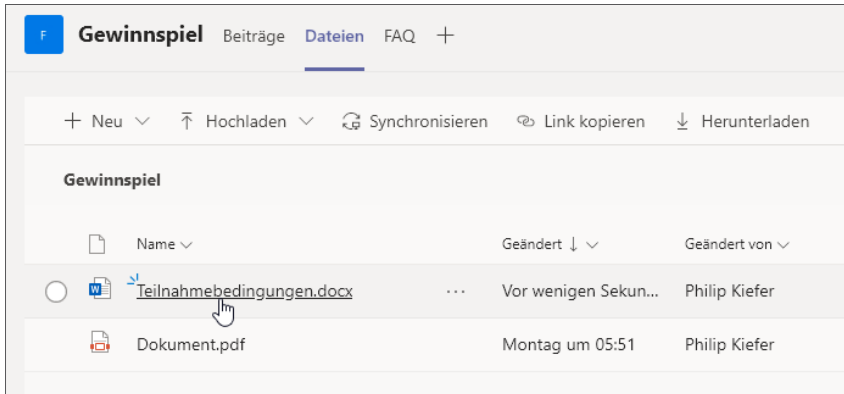 F Gewinnspiel Beiträge Dateien FAQ +
+ Neu Hochladen Synchronisieren Link kopieren Herunterladen
Gewinnspiel
Name Geändert ↓ Geändert von
W Teilnahmebedingungen.docx ... Vor wenigen Sekun... Philip Kiefer
Dokument.pdf Montag um 05:51 Philip Kiefer